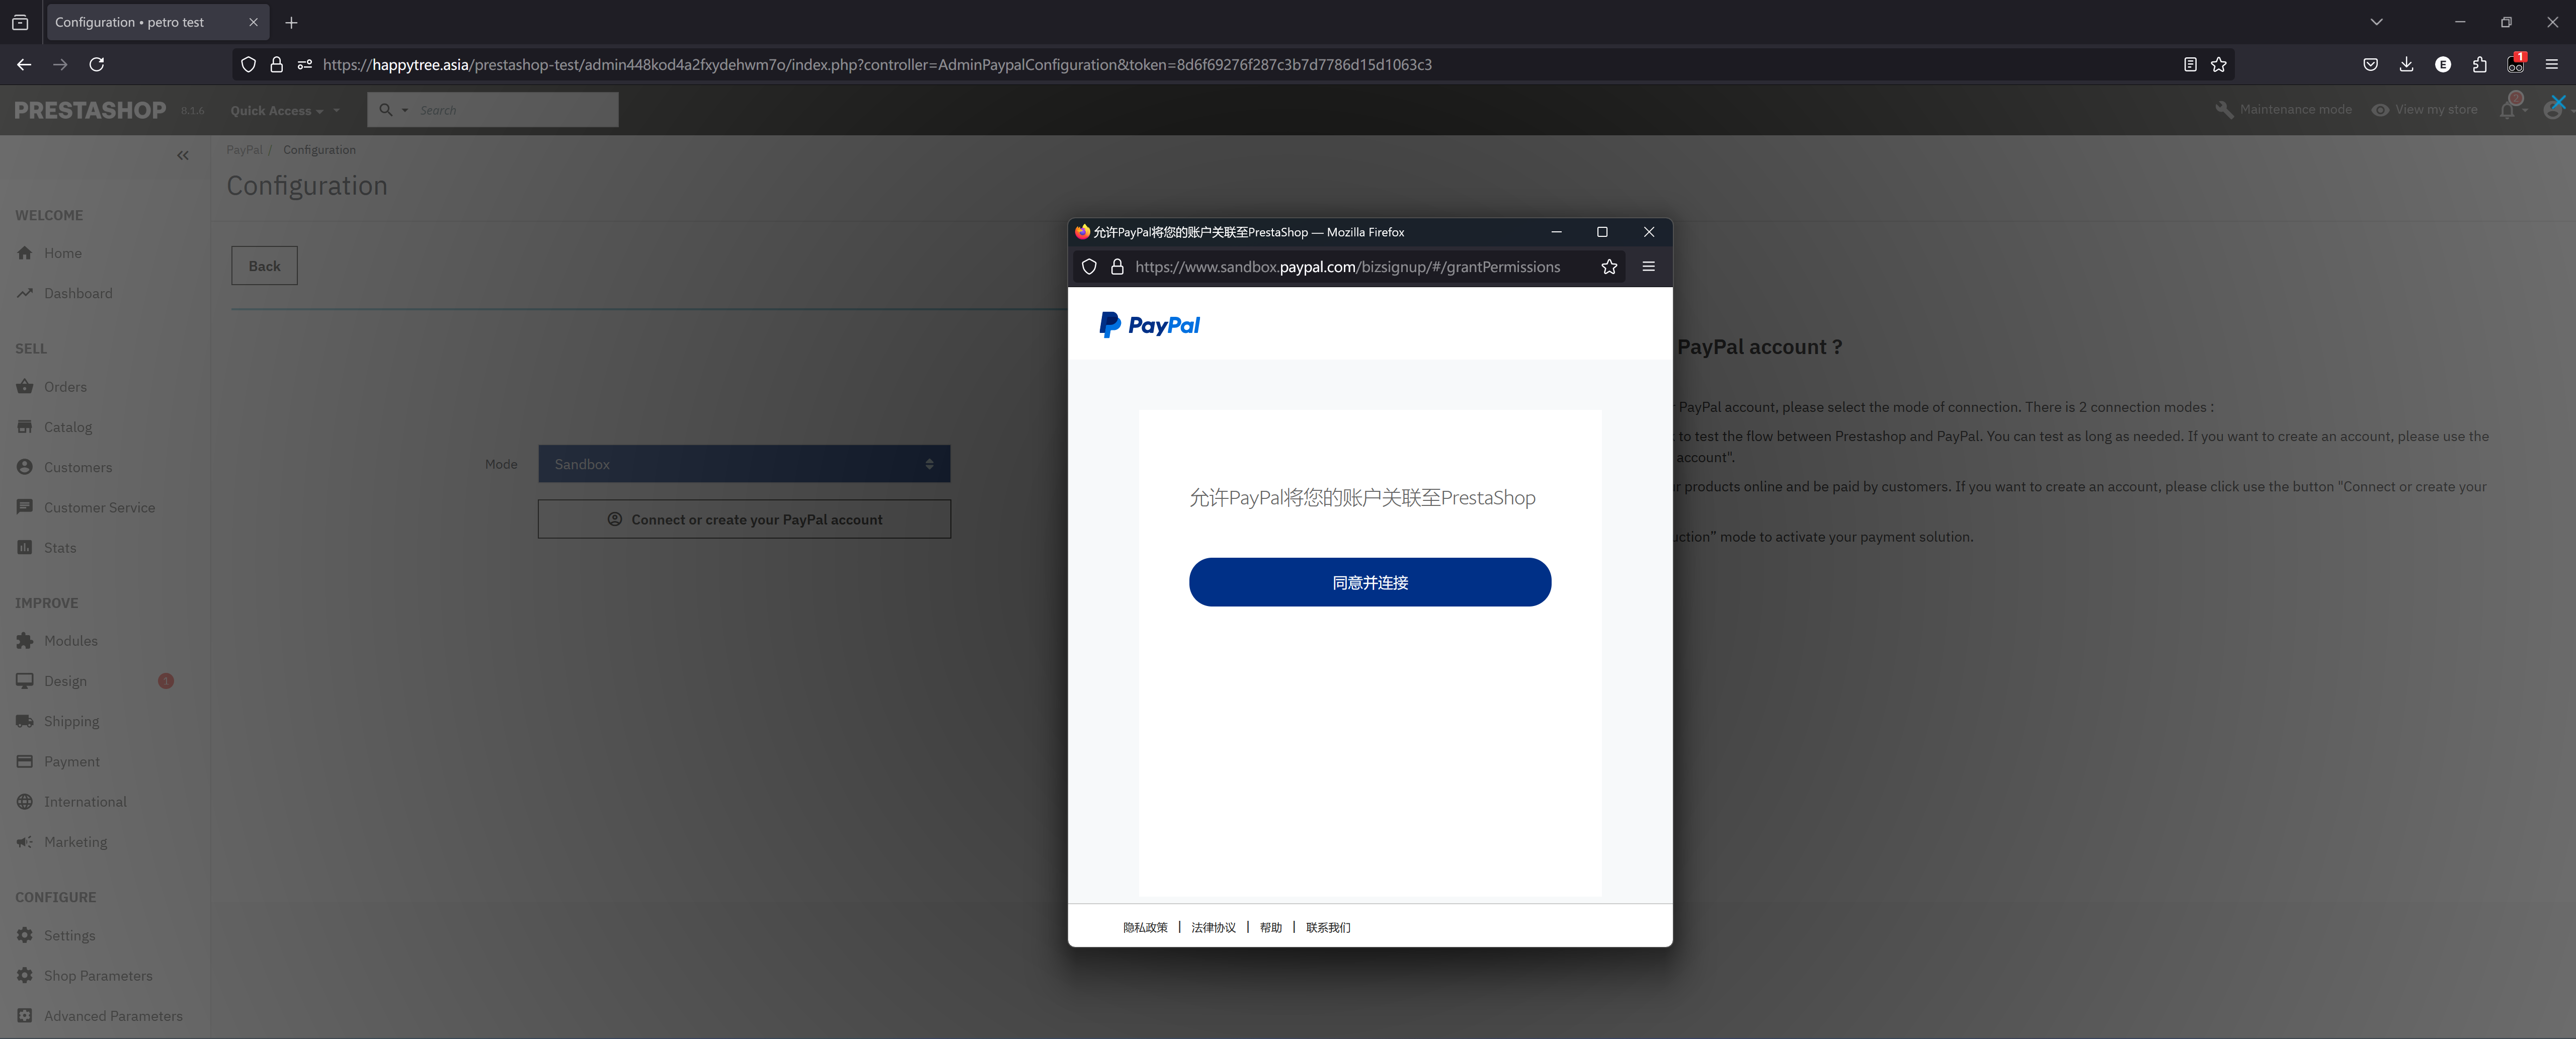 Configuration • petro test
https://happytree.asia/prestashop-test/admin448kod4a2fxydehwm7o/index.php?controller=AdminPaypalConfiguration&token=8d6f69276f287c3b7d7786d15d1063c3
E
1
PRESTASHOP 8.1.6
Quick Access
Search
Maintenance mode
View my store
PayPal / Configuration
Configuration
WELCOME
Home
Dashboard
SELL
Orders
Catalog
Customers
Customer Service
Stats
IMPROVE
Modules
Design 1
Shipping
Payment
International
Marketing
CONFIGURE
Settings
Shop Parameters
Advanced Parameters
Back
Mode Sandbox
Connect or create your PayPal account
允许PayPal将您的账户关联至PrestaShop — Mozilla Firefox
https://www.sandbox.paypal.com/bizsignup/#/grantPermissions
PayPal
允许PayPal将您的账户关联至PrestaShop
同意并连接
隐私政策 | 法律协议 | 帮助 | 联系我们
PayPal account ?
PayPal account, please select the mode of connection. There is 2 connection modes :
to test the flow between Prestashop and PayPal. You can test as long as needed. If you want to create an account, please use the
account".
products online and be paid by customers. If you want to create an account, please click use the button "Connect or create your
uction” mode to activate your payment solution.